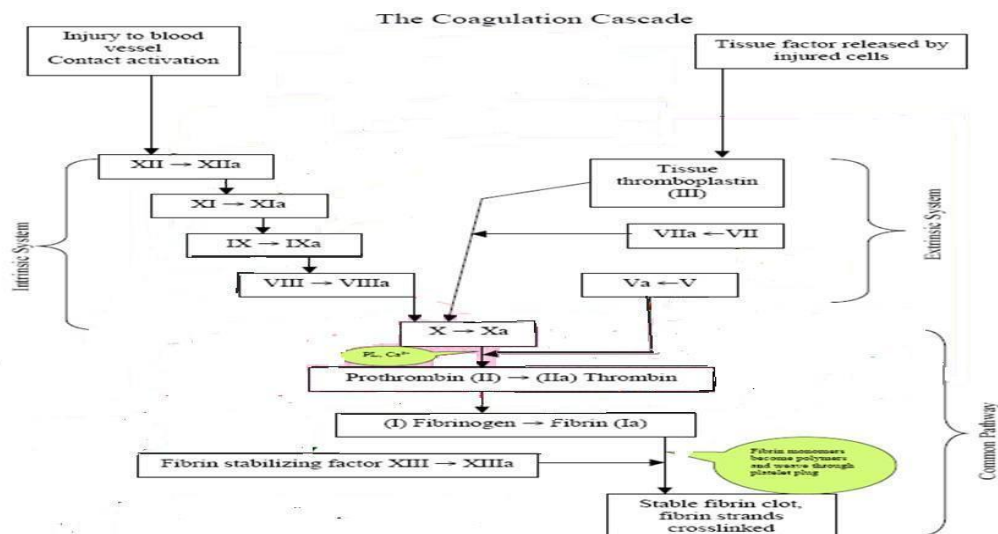 The Coagulation Cascade
Injury to blood
vessel
Contact activation
Tissue factor released by
injured cells
XII → XIIa
XI → XIa
IX → IXa
VIII → VIIIa
Intrinsic System
Tissue
thromboplastin
(III)
VIIa ←VII
Va ←V
Extrinsic System
X → Xa
PL, Ca²⁺
Prothrombin (II) → (IIa) Thrombin
(I) Fibrinogen → Fibrin (Ia)
Fibrin stabilizing factor XIII → XIIIa
Fibrin monomers
become polymers
and weave through
platelet plug
Stable fibrin clot,
fibrin strands
crosslinked
Common Pathway